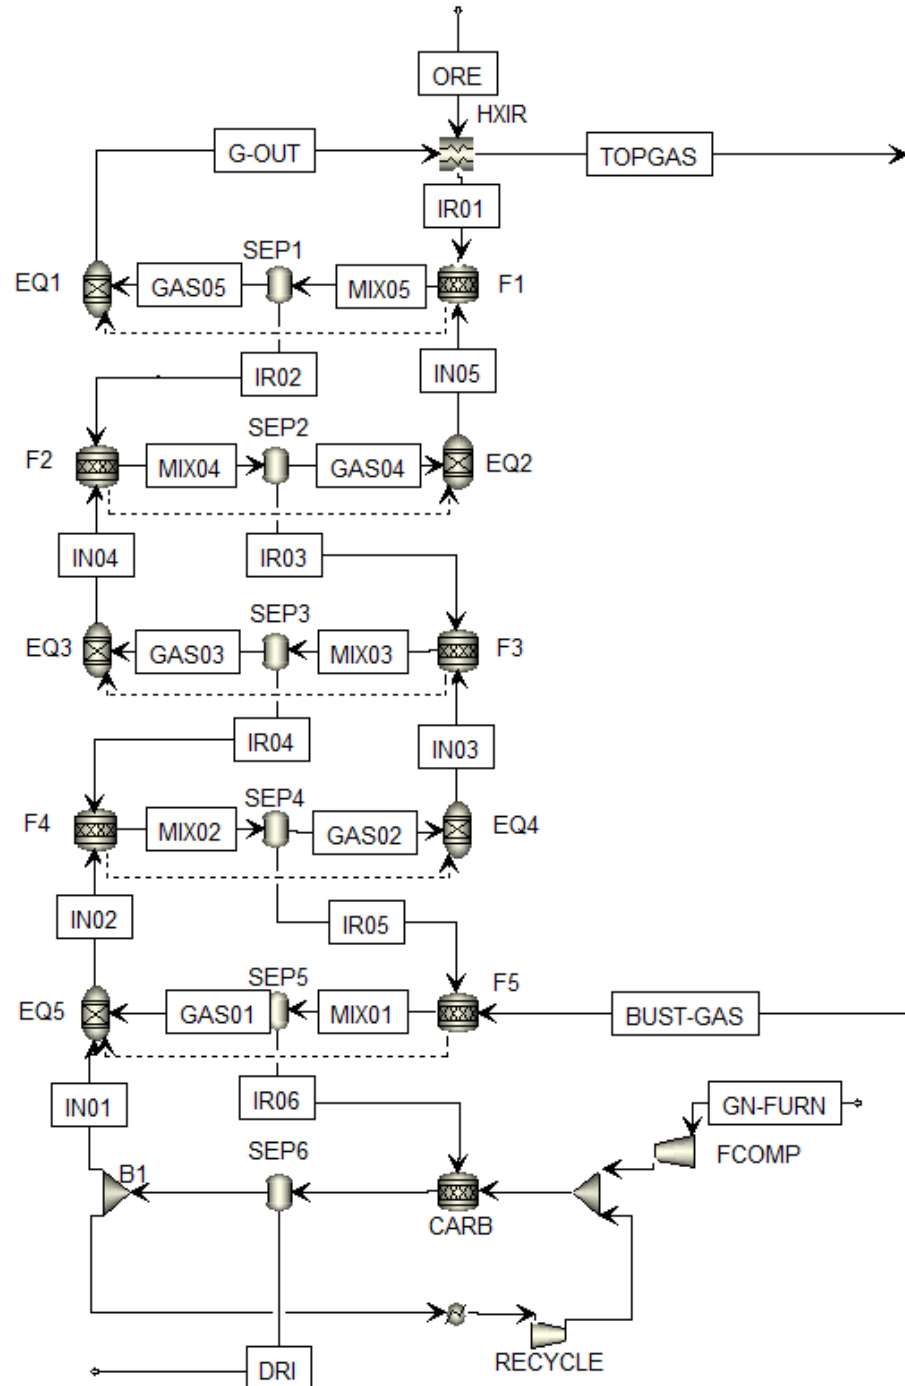 ORE
HXIR
G-OUT
TOPGAS
IR01
SEP1
EQ1
GAS05
MIX05
F1
IR02
IN05
SEP2
F2
MIX04
GAS04
EQ2
IN04
IR03
SEP3
EQ3
GAS03
MIX03
F3
IR04
IN03
SEP4
F4
MIX02
GAS02
EQ4
IN02
IR05
SEP5
F5
EQ5
GAS01
MIX01
BUST-GAS
IN01
IR06
GN-FURN
SEP6
FCOMP
B1
CARB
RECYCLE
DRI